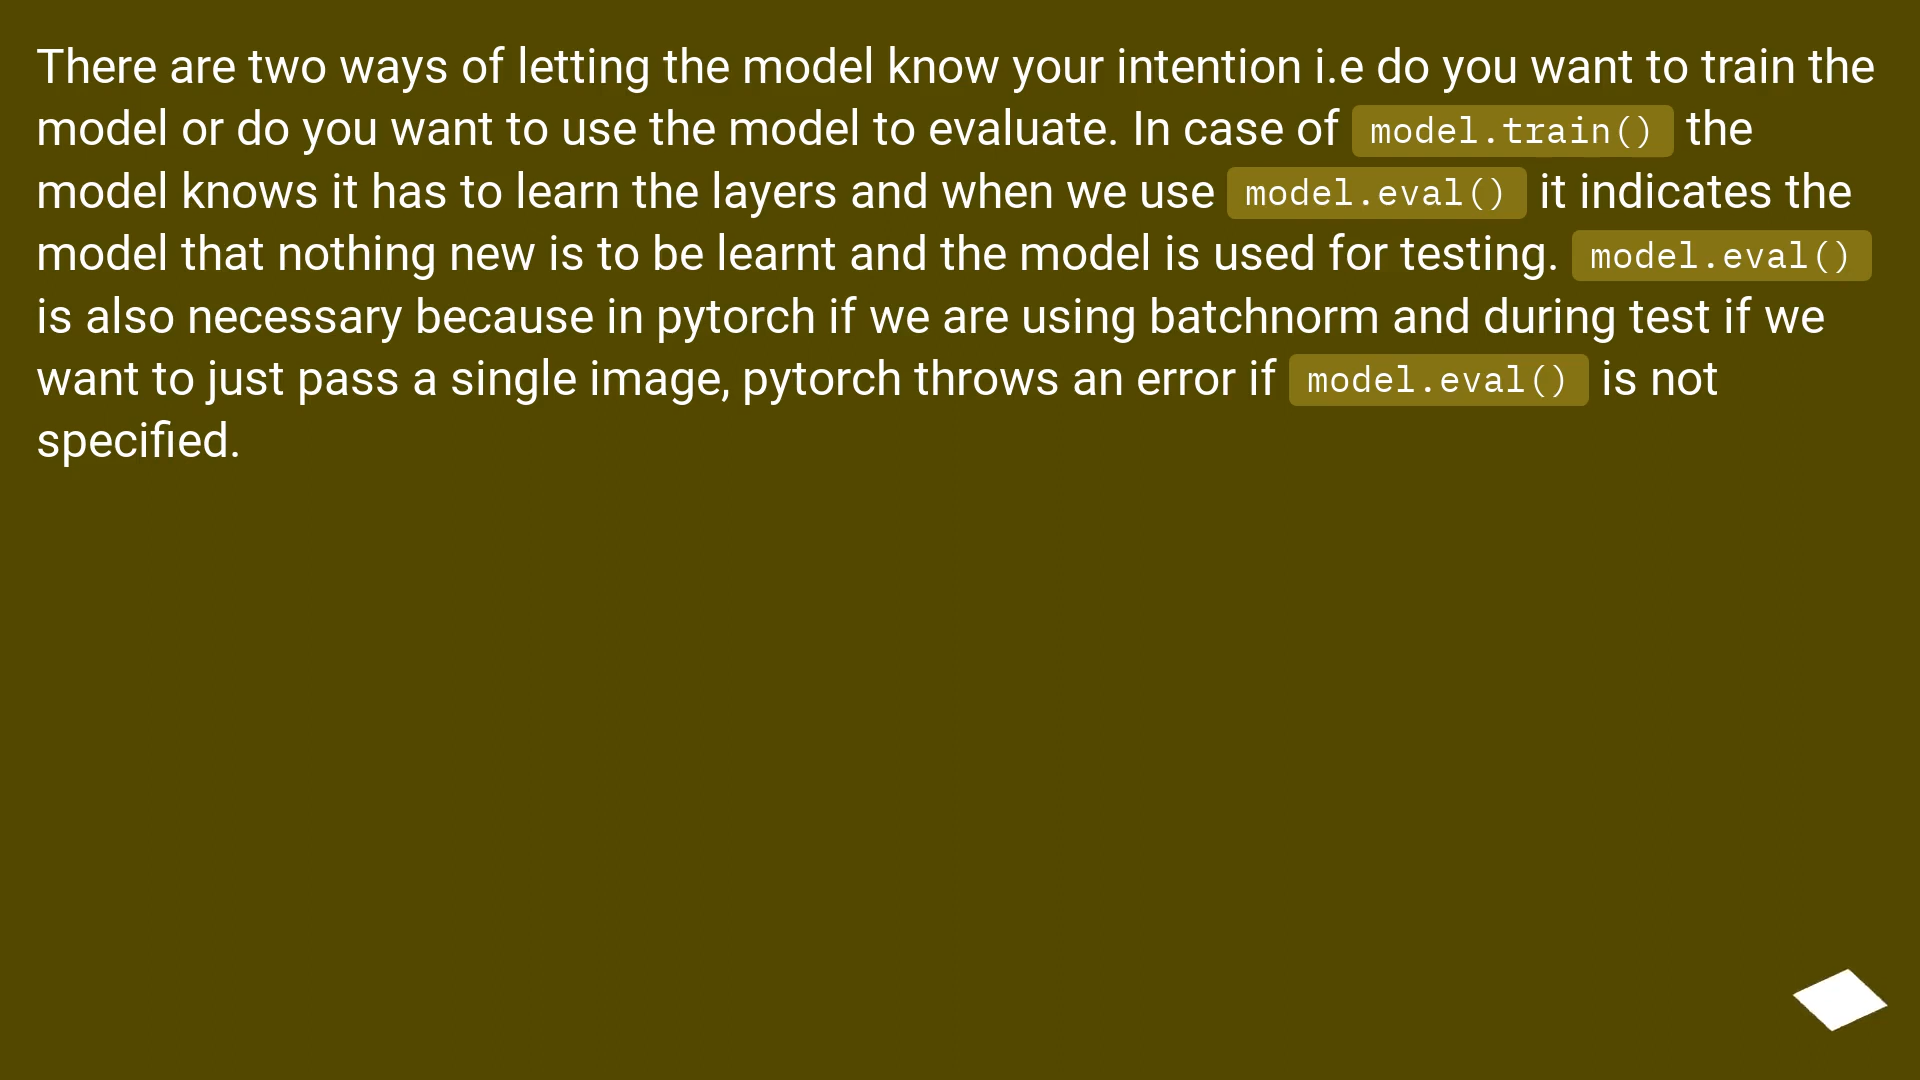 There are two ways of letting the model know your intention i.e do you want to train the
model or do you want to use the model to evaluate. In case of model.train() the
model knows it has to learn the layers and when we use model.eval() it indicates the
model that nothing new is to be learnt and the model is used for testing. model.eval()
is also necessary because in pytorch if we are using batchnorm and during test if we
want to just pass a single image, pytorch throws an error if model.eval() is not
specified.